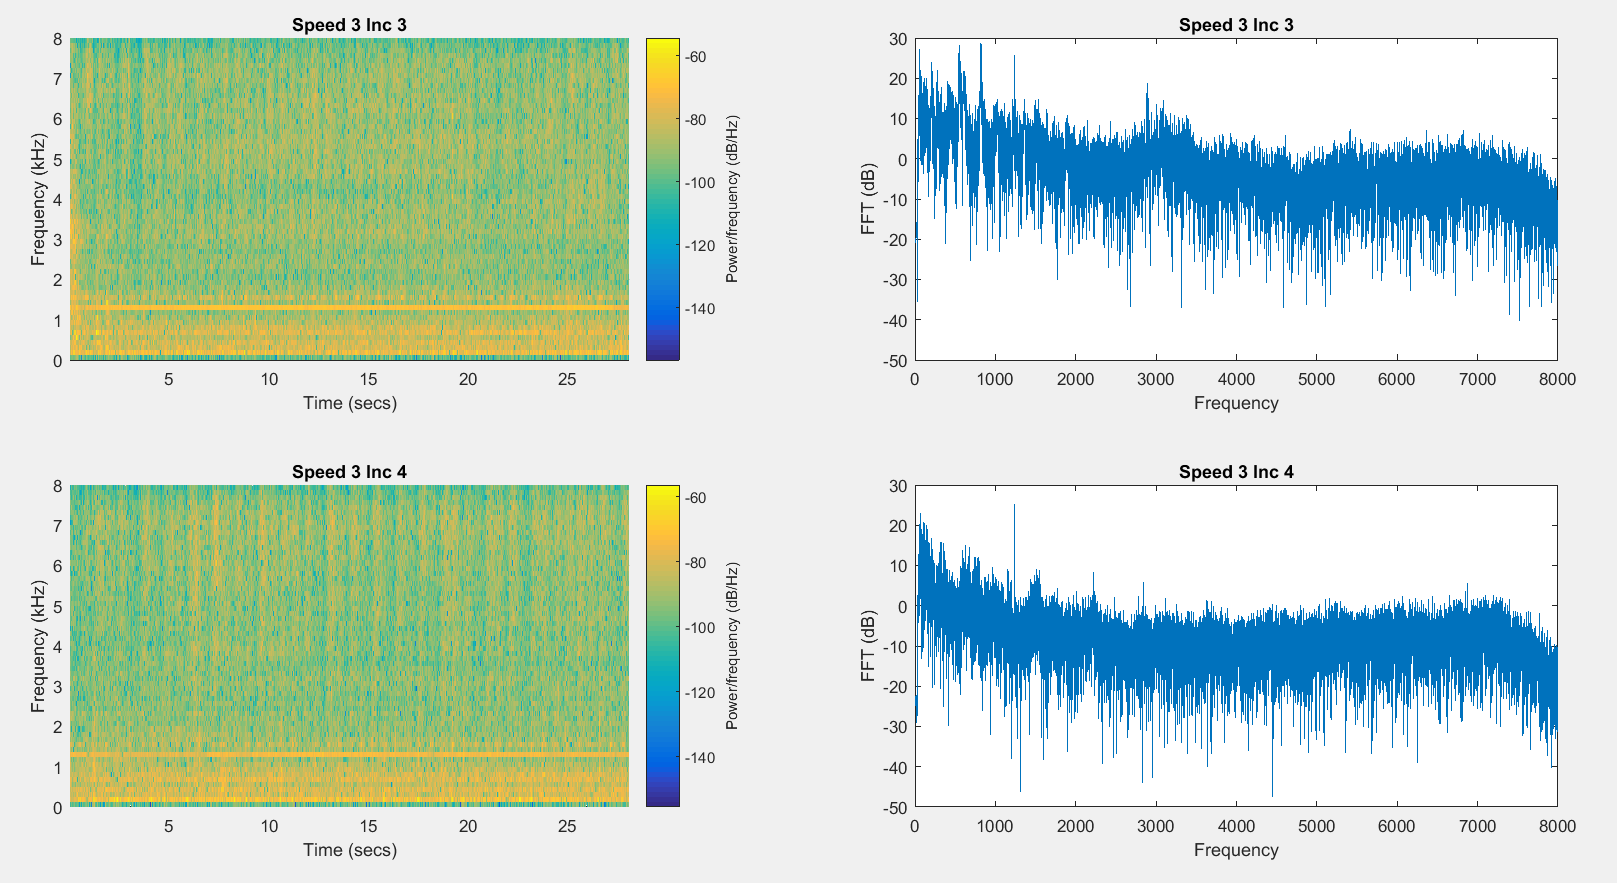 Speed 3 Inc 3
8
7
6
5
4
3
2
1
0
Frequency (kHz)
5 10 15 20 25
Time (secs)
-60
-80
-100
-120
-140
Power/frequency (dB/Hz)
Speed 3 Inc 3
30
20
10
0
-10
-20
-30
-40
-50
FFT (dB)
0 1000 2000 3000 4000 5000 6000 7000 8000
Frequency
Speed 3 Inc 4
8
7
6
5
4
3
2
1
0
Frequency (kHz)
5 10 15 20 25
Time (secs)
-60
-80
-100
-120
-140
Power/frequency (dB/Hz)
Speed 3 Inc 4
30
20
10
0
-10
-20
-30
-40
-50
FFT (dB)
0 1000 2000 3000 4000 5000 6000 7000 8000
Frequency